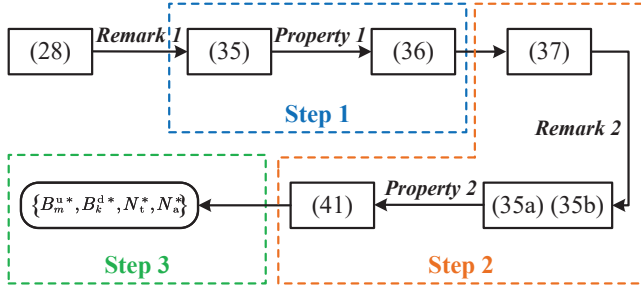 (28) Remark 1 (35) Property 1 (36) (37)
Step 1
Remark 2
{B_m^{u*}, B_k^{d*}, N_t^*, N_a^*} (41) Property 2 (35a) (35b)
Step 3 Step 2